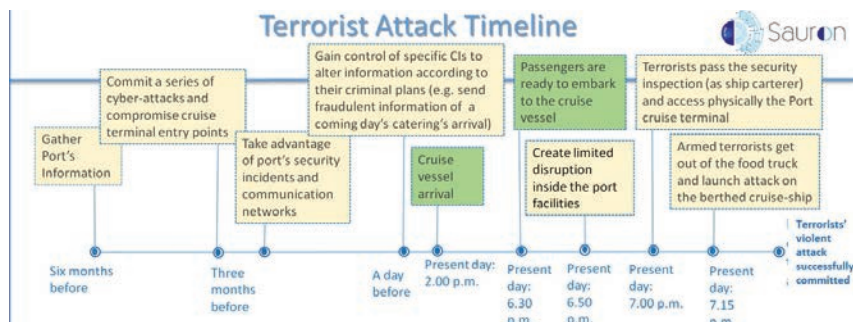 Terrorist Attack Timeline
Sauron
Gather
Port's
Information
Commit a series of
cyber-attacks and
compromise cruise
terminal entry points
Take advantage
of port's security
incidents and
communication
networks
Gain control of specific CIs to
alter information according to
their criminal plans (e.g. send
fraudulent information of a
coming day's catering's arrival)
Cruise
vessel
arrival
Passengers are
ready to embark
to the cruise
vessel
Create limited
disruption
inside the port
facilities
Terrorists pass the security
inspection (as ship carterer)
and access physically the Port
cruise terminal
Armed terrorists get
out of the food truck
and launch attack on
the berthed cruise-ship
Six months
before
Three
months
before
A day
before
Present day:
2.00 p.m.
Present
day:
6.30
p.m.
Present
day:
6.50
p.m.
Present
day:
7.00 p.m.
Present
day:
7.15
p.m.
Terrorists'
violent
attack
successfully
committed